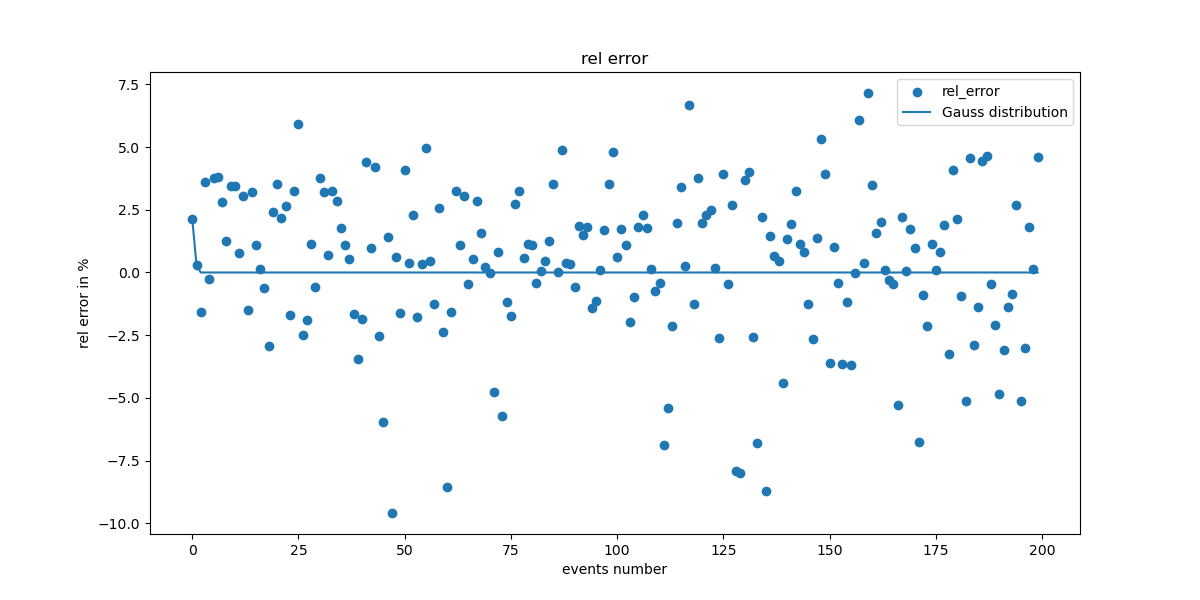 rel error
rel_error
Gauss distribution
7.5
5.0
2.5
0.0
−2.5
−5.0
−7.5
−10.0
rel error in %
0 25 50 75 100 125 150 175 200
events number